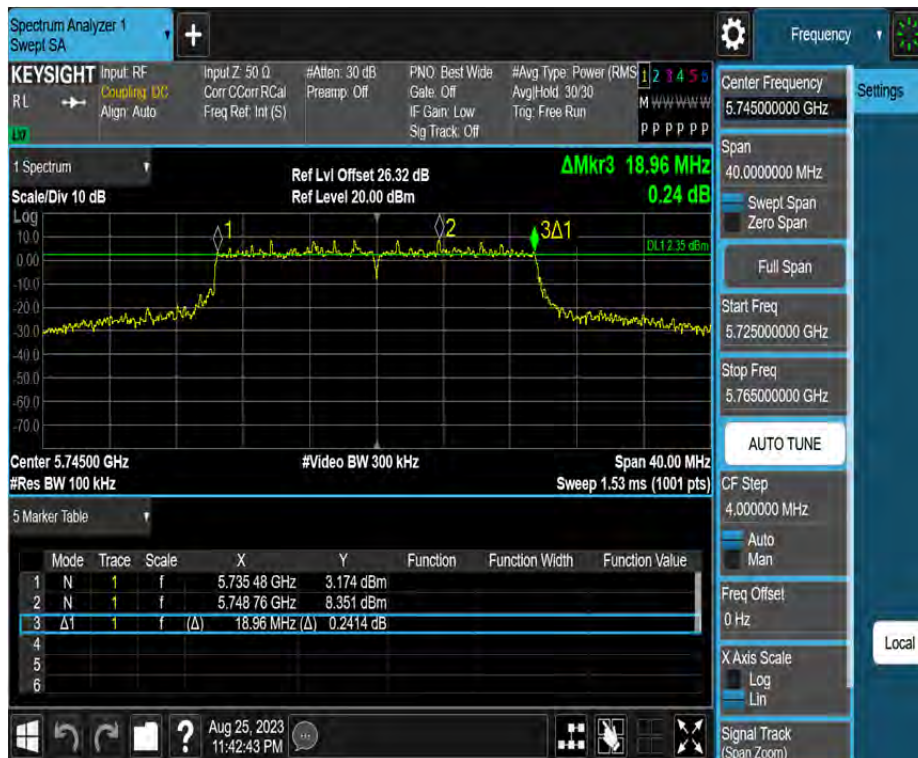 Spectrum Analyzer 1
Swept SA
+
Frequency
KEYSIGHT
RL
LXI
Input: RF
Coupling: DC
Align: Auto
Input Z: 50 Ω
Corr CCorr RCal
Freq Ref: Int (S)
#Atten: 30 dB
Preamp: Off
PNO: Best Wide
Gate: Off
IF Gain: Low
Sig Track: Off
#Avg Type: Power (RMS
Avg|Hold: 30/30
Trig: Free Run
1 2 3 4 5 6
M W W W W W
P P P P P P
1 Spectrum
Scale/Div 10 dB
Ref Lvl Offset 26.32 dB
Ref Level 20.00 dBm
ΔMkr3 18.96 MHz
0.24 dB
Log
10.0
0.00
-10.0
-20.0
-30.0
-40.0
-50.0
-60.0
-70.0
1
2
3Δ1
DL1 2.35 dBm
Center 5.74500 GHz
#Video BW 300 kHz
Span 40.00 MHz
#Res BW 100 kHz
Sweep 1.53 ms (1001 pts)
5 Marker Table
Mode Trace Scale X Y Function Function Width Function Value
1 N 1 f 5.735 48 GHz 3.174 dBm
2 N 1 f 5.748 76 GHz 8.351 dBm
3 Δ1 1 f (Δ) 18.96 MHz (Δ) 0.2414 dB
4
5
6
?
Aug 25, 2023
11:42:43 PM
Center Frequency
5.745000000 GHz
Span
40.0000000 MHz
Swept Span
Zero Span
Full Span
Start Freq
5.725000000 GHz
Stop Freq
5.765000000 GHz
AUTO TUNE
CF Step
4.000000 MHz
Auto
Man
Freq Offset
0 Hz
X Axis Scale
Log
Lin
Signal Track
(Span Zoom)
Settings
Local